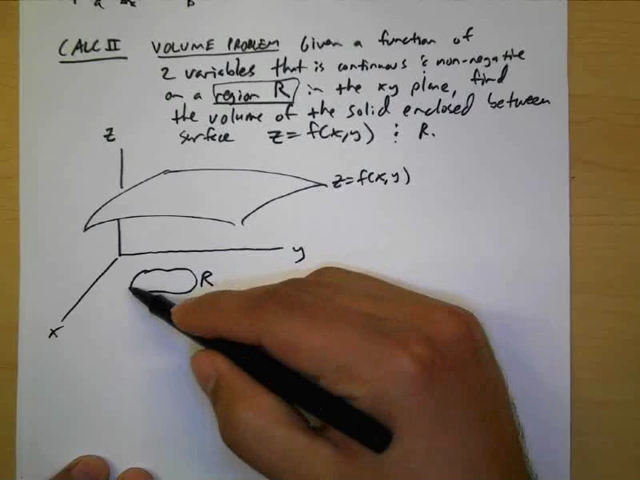 CALC II VOLUME PROBLEM Given a function of
2 variables that is continuous & non-negative
on a region R in the xy plane, find
the volume of the solid enclosed between
surface z = f(x,y) & R.
z
z = f(x,y)
y
R
x